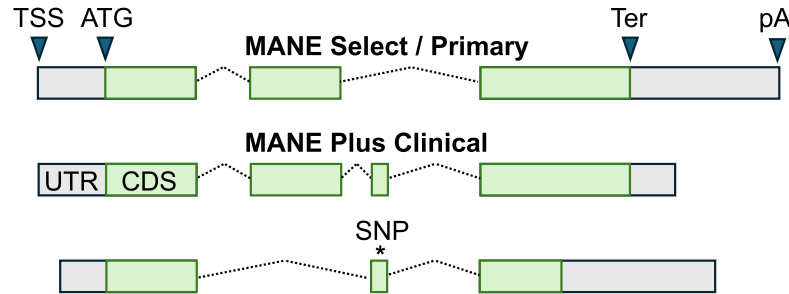 TSS ATG Ter pA
MANE Select / Primary
MANE Plus Clinical
UTR CDS
SNP
*